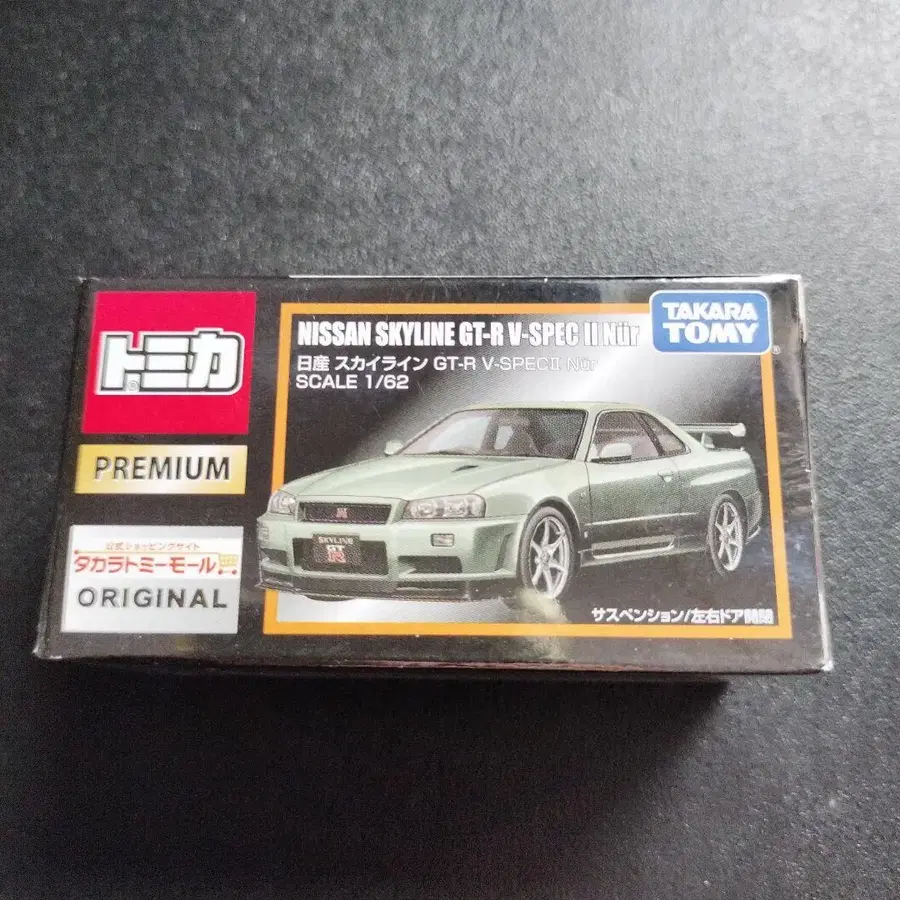 トミカ
PREMIUM
公式ショッピングサイト
タカラトミーモール
ORIGINAL
NISSAN SKYLINE GT-R V-SPEC II Nür
日産 スカイライン GT-R V-SPECⅡ Nür
SCALE 1/62
TAKARA
TOMY
SKYLINE
GT
R
サスペンション/左右ドア開閉